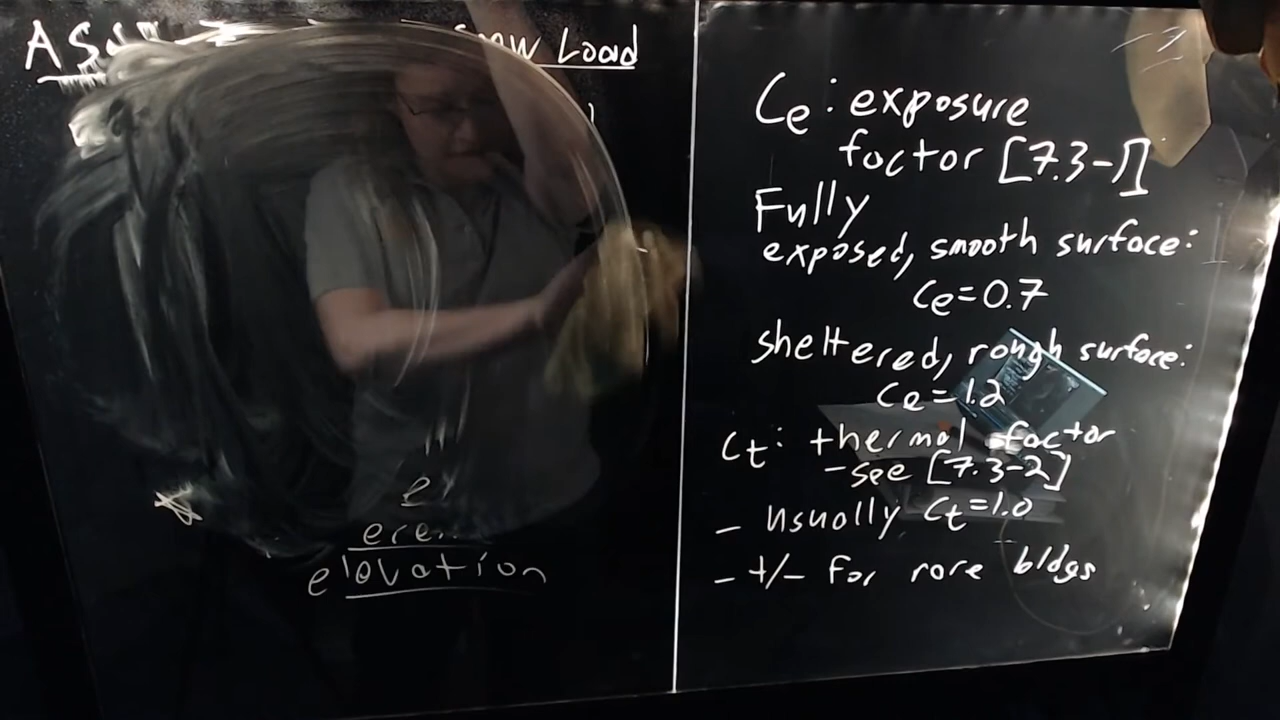 Load
elevation
Ce: exposure
factor [7.3-1]
Fully
exposed, smooth surface:
Ce=0.7
sheltered, rough surface:
Ce=1.2
Ct: thermal factor
-see [7.3-2]
- usually Ct=1.0
- +/- for rare bldgs